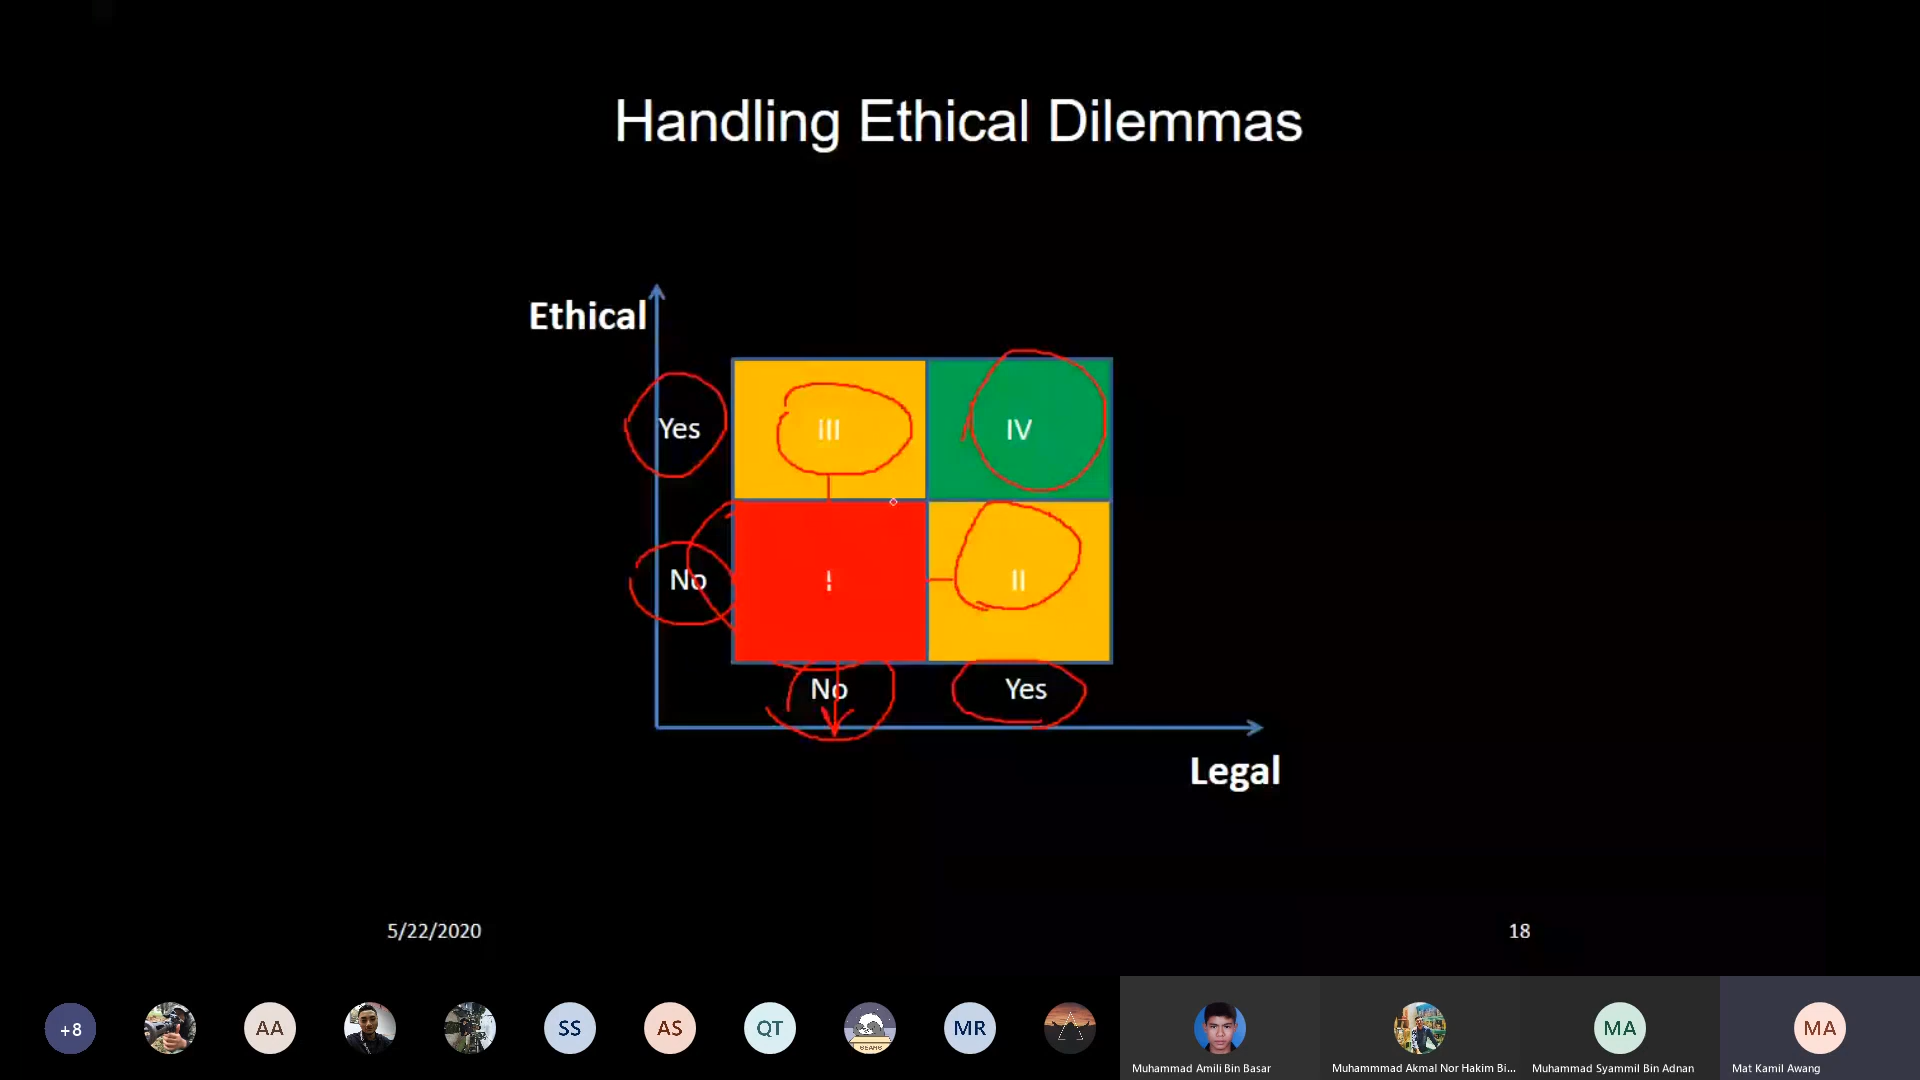 Handling Ethical Dilemmas
Ethical
Yes
III
IV
No
I
II
No
Yes
Legal
5/22/2020
18
+8
AA
SS
AS
QT
MR
MA
MA
Muhammad Amili Bin Basar
Muhammmad Akmal Nor Hakim Bi...
Muhammad Syammil Bin Adnan
Mat Kamil Awang